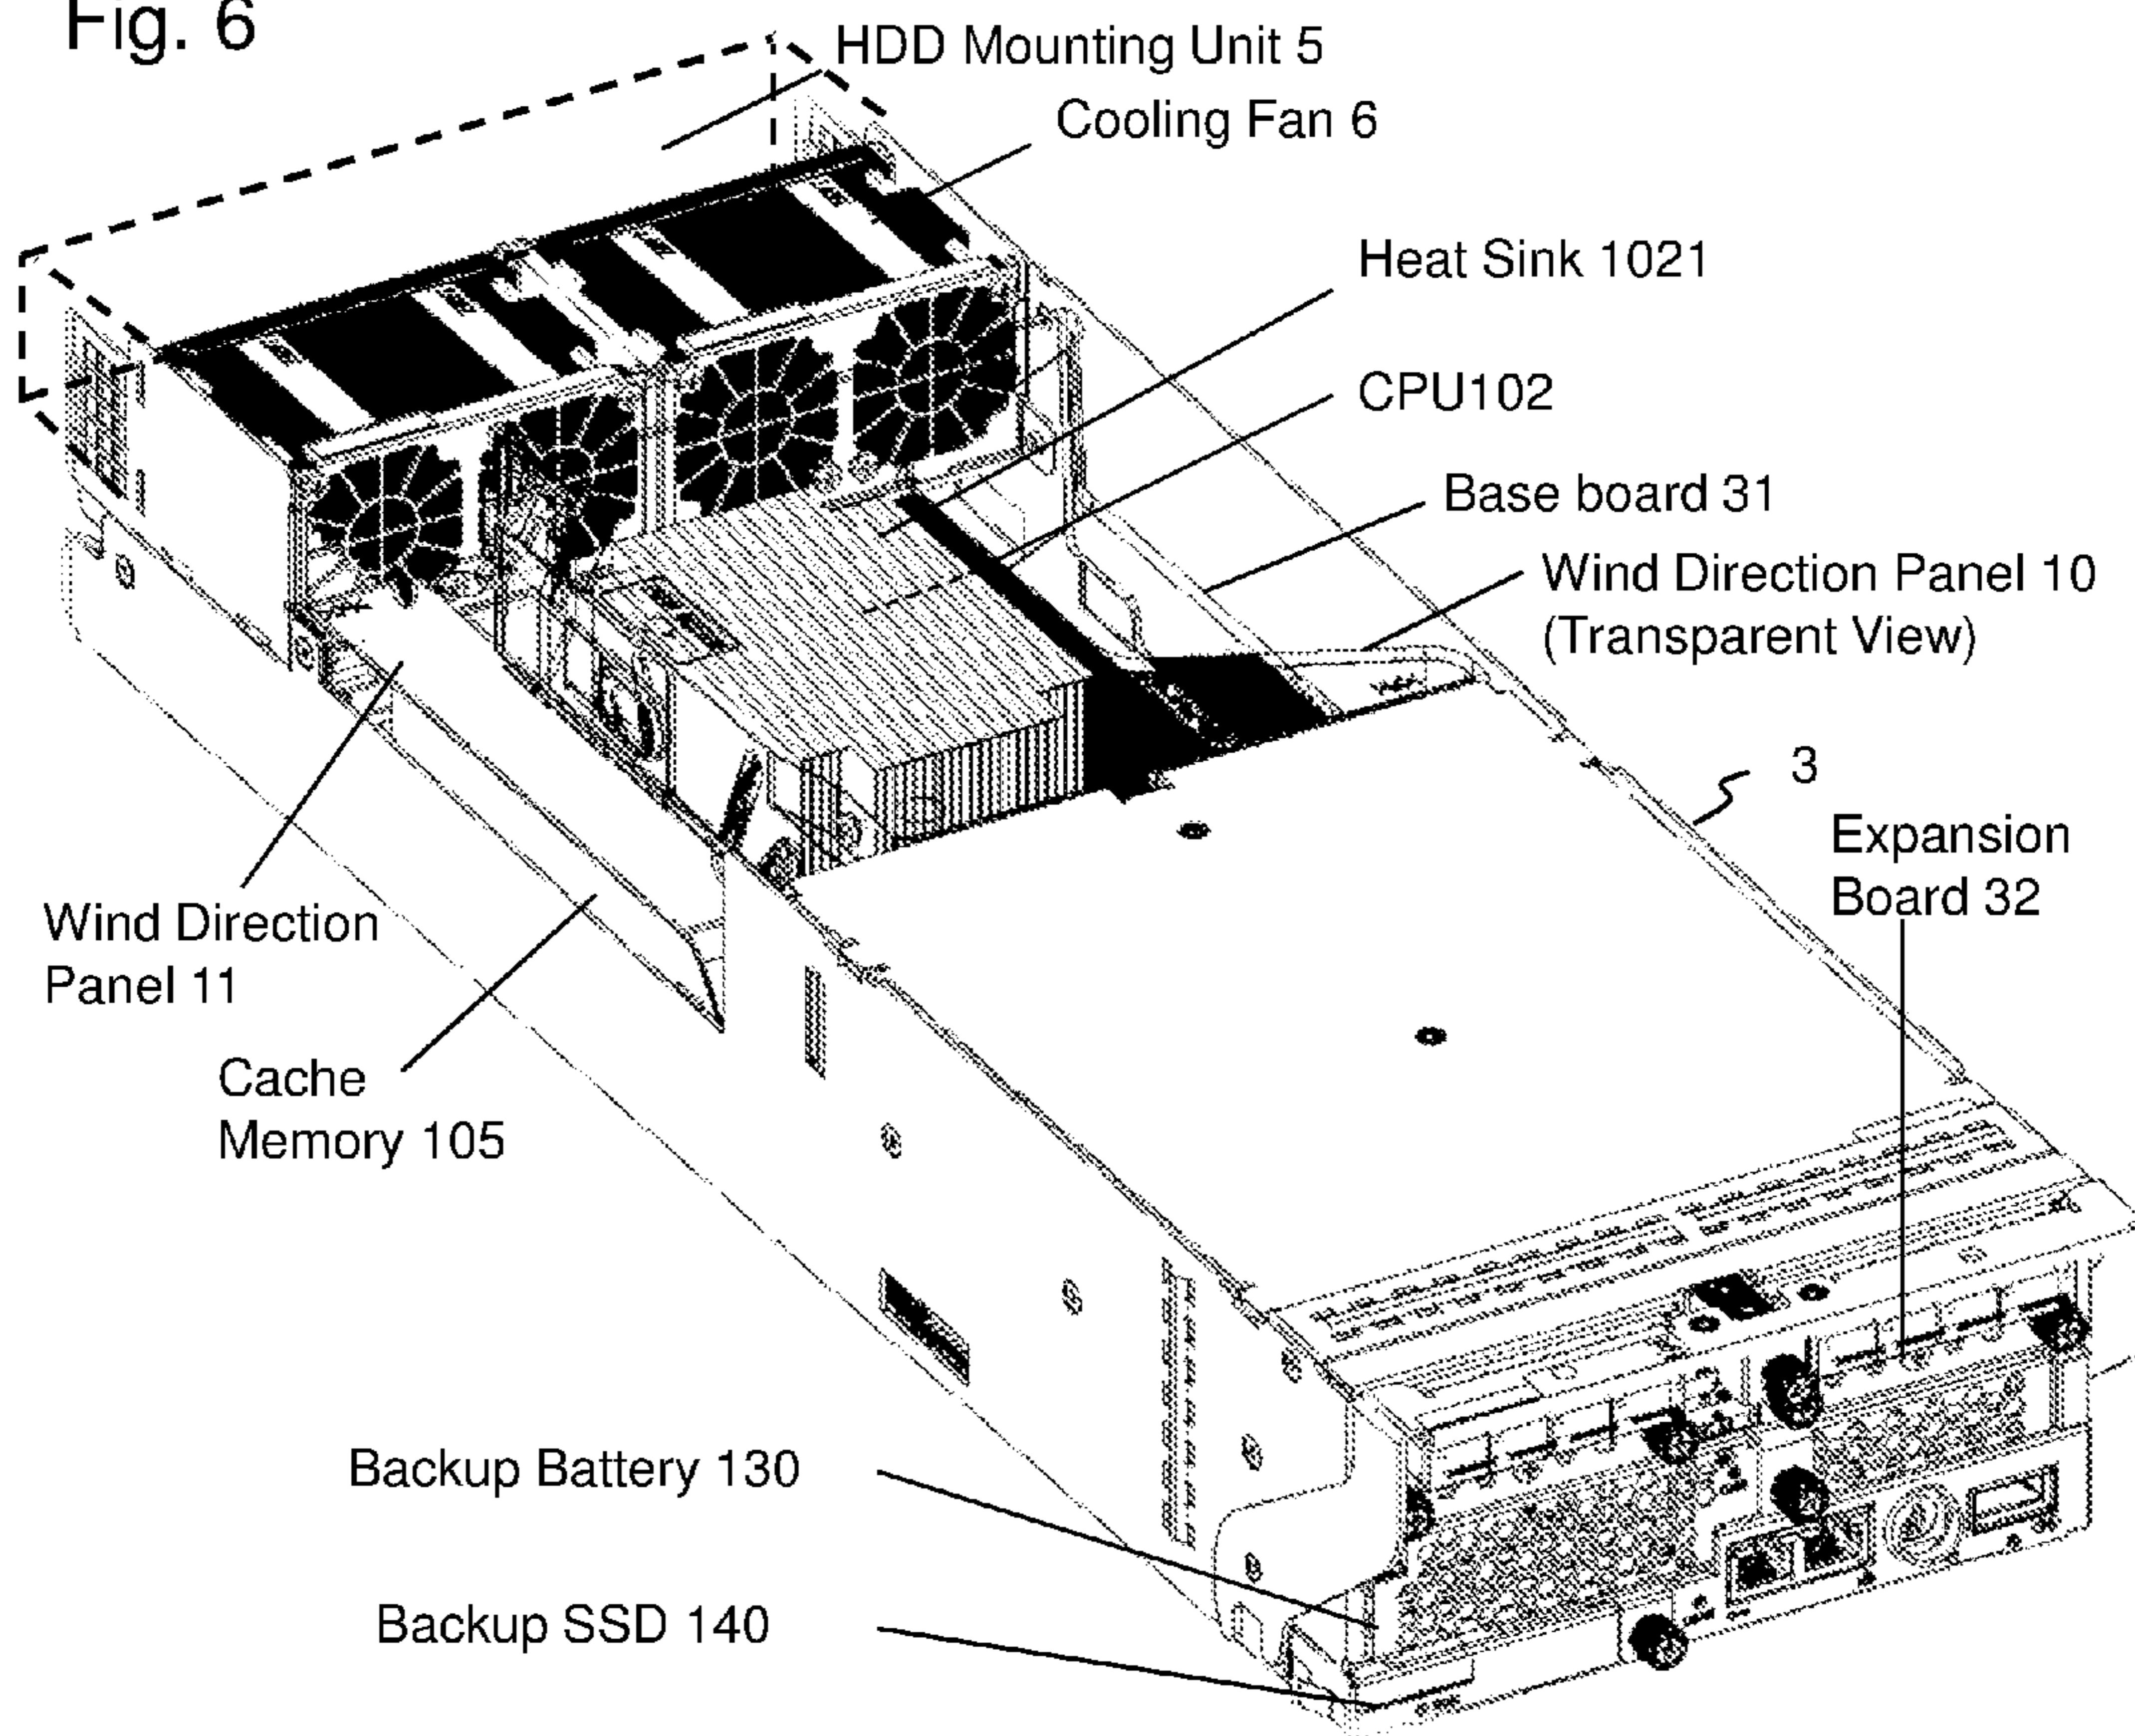 Fig. 6
HDD Mounting Unit 5
Cooling Fan 6
Heat Sink 1021
CPU102
Base board 31
Wind Direction Panel 10
(Transparent View)
3
Expansion
Board 32
Wind Direction
Panel 11
Cache
Memory 105
Backup Battery 130
Backup SSD 140